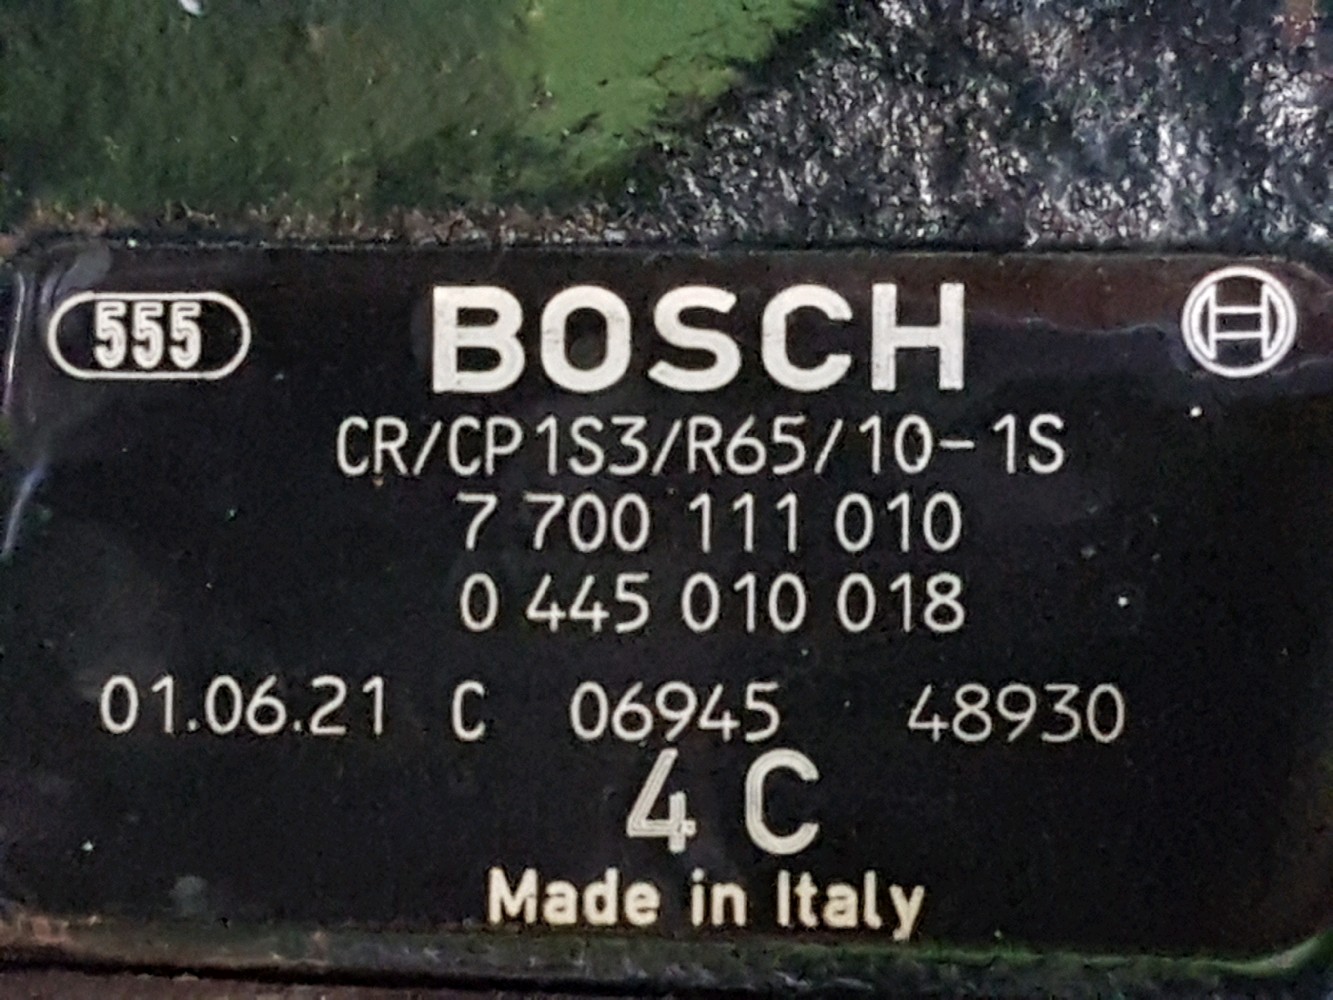 555 BOSCH
CR/CP1S3/R65/10-1S
7 700 111 010
0 445 010 018
01.06.21 C 06945 48930
4 C
Made in Italy